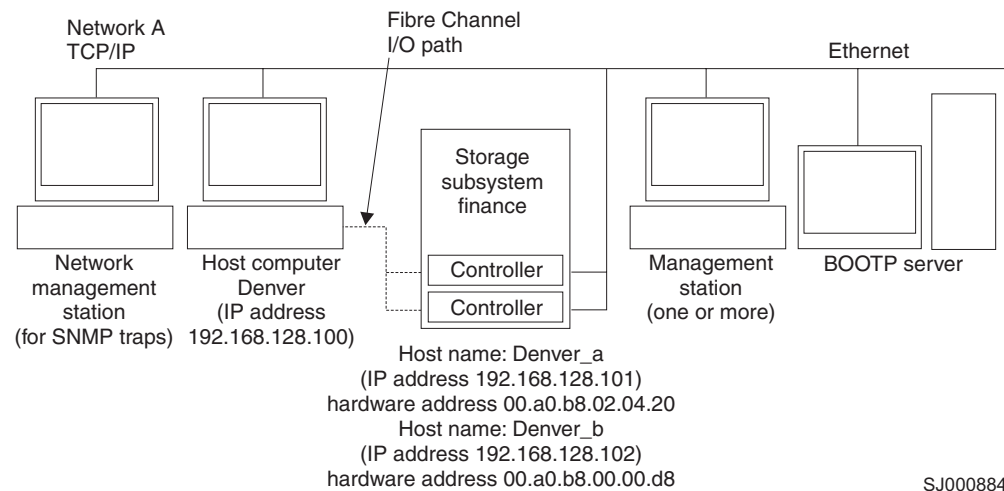 Network A
TCP/IP
Fibre Channel
I/O path
Ethernet
Storage
subsystem
finance
Controller
Controller
Network
management
station
(for SNMP traps)
Host computer
Denver
(IP address
192.168.128.100)
Management
station
(one or more)
BOOTP server
Host name: Denver_a
(IP address 192.168.128.101)
hardware address 00.a0.b8.02.04.20
Host name: Denver_b
(IP address 192.168.128.102)
hardware address 00.a0.b8.00.00.d8
SJ000884